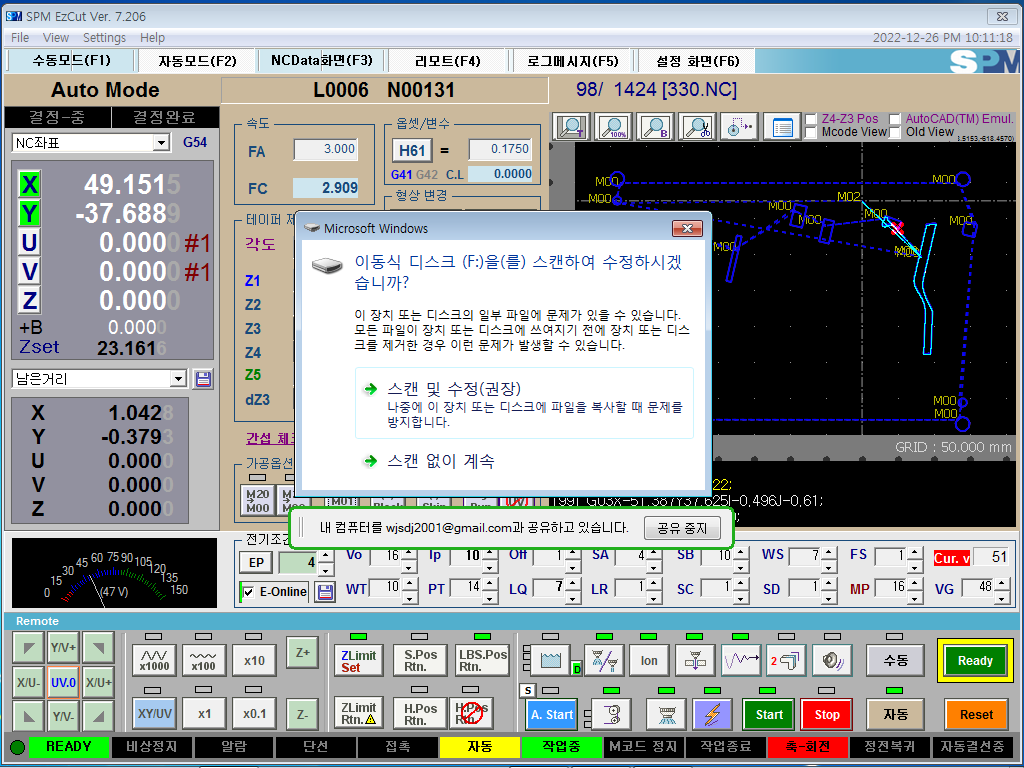 SPM EzCut Ver. 7.206
File View Settings Help
2022-12-26 PM 10:11:18
수동모드(F1) 자동모드(F2) NCData화면(F3) 리모트(F4) 로그메시지(F5) 설정 화면(F6)
SPM
Auto Mode
L0006 N00131
98/ 1424 [330.NC]
결정-중 결정완료
NC좌표 G54
X 49.1515
Y -37.6889
U 0.0000 #1
V 0.0000 #1
Z 0.0000
+B 0.0000
Zset 23.1616
남은거리
X 1.0428
Y -0.3793
U 0.0000
V 0.0000
Z 0.0000
속도
FA 3.000
FC 2.909
옵셋/변수
H61 = 0.1750
G41 G42 C.L 0.0000
형상 변경
테이퍼
각도
Z1
Z2
Z3
Z4
Z5
dZ3
간섭
가공옵션
M20
M00
Z4-Z3 Pos AutoCAD(TM) Emul.
Mcode View Old View
100%
M00
M00
M00
M00
M00
M00
M02
M00
M00
M00
M00
M00
GRID : 50.000 mm
Microsoft Windows
이동식 디스크 (F:)을(를) 스캔하여 수정하시겠
습니까?
이 장치 또는 디스크의 일부 파일에 문제가 있을 수 있습니다.
모든 파일이 장치 또는 디스크에 쓰여지기 전에 장치 또는 디스
크를 제거한 경우 이런 문제가 발생할 수 있습니다.
스캔 및 수정(권장)
나중에 이 장치 또는 디스크에 파일을 복사할 때 문제를
방지합니다.
스캔 없이 계속
22;
내 컴퓨터를 wjsdj2001@gmail.com과 공유하고 있습니다. 공유 중지
전기조건
EP 4
E-Online
Vo 16 Ip 10 Off 1 SA 4 SB 10 WS 7 FS 1 Cur. v 51
WT 10 PT 14 LQ 7 LR 1 SC 1 SD 1 MP 16 VG 48
0 15 30 45 60 75 90 105 120 135 150
(47 V)
Remote
Y/V+
X/U- UV.0 X/U+
Y/V-
x1000 x100 x10 Z+
XY/UV x1 x0.1 Z-
ZLimit Set
S.Pos Rtn.
LBS.Pos Rtn.
ZLimit Rtn.
H.Pos Rtn.
D
Ion
2
수동
Ready
S
A. Start
Start
Stop
자동
Reset
READY 비상정지 알람 단선 접촉 자동 작업중 M코드 정지 작업종료 축-회전 정전복귀 자동결선중